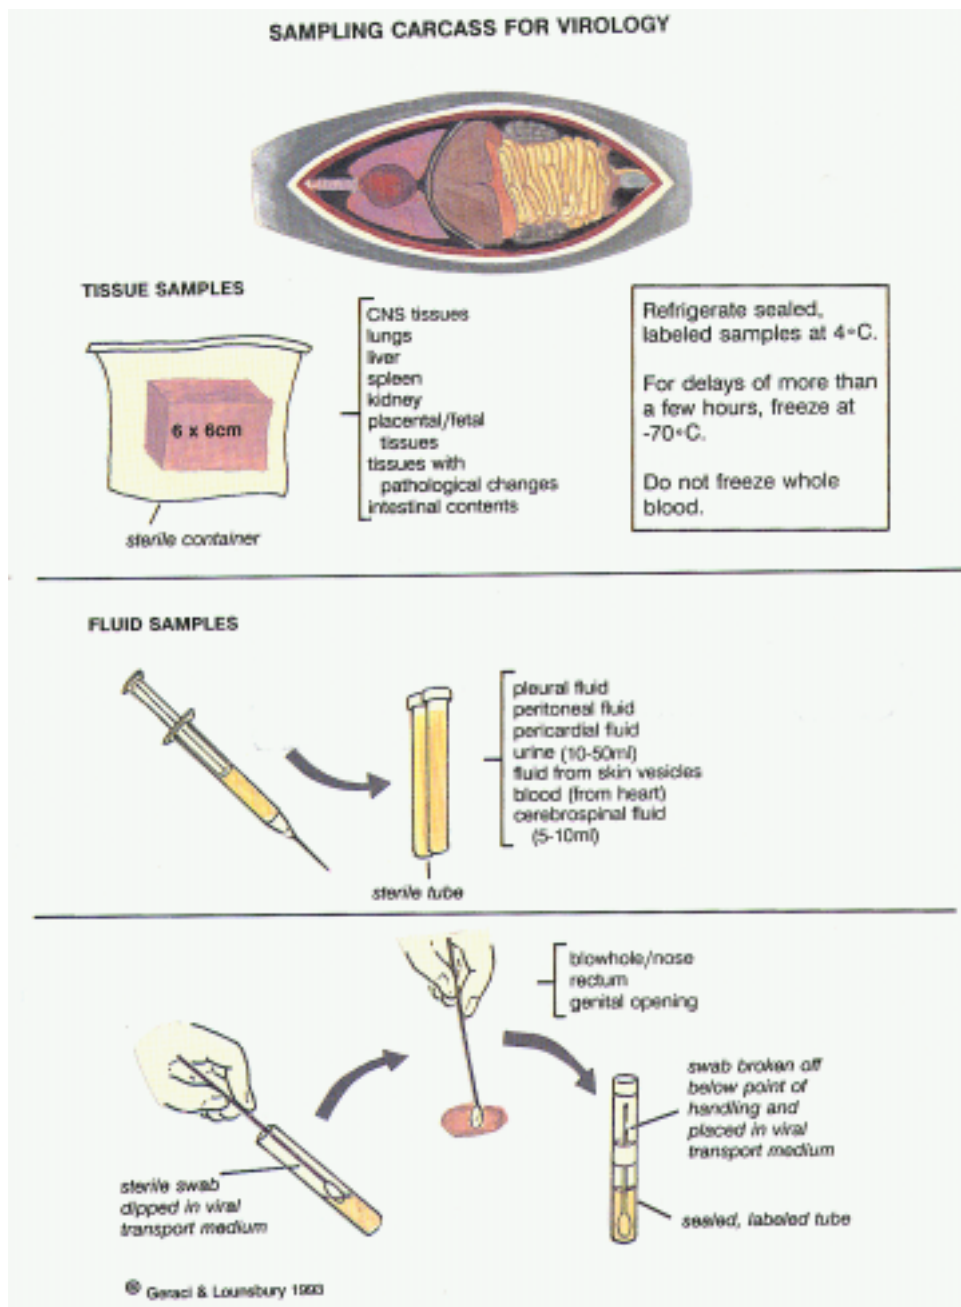 SAMPLING CARCASS FOR VIROLOGY
TISSUE SAMPLES
6 x 6cm
sterile container
CNS tissues
lungs
liver
spleen
kidney
placental/fetal
tissues
tissues with
pathological changes
intestinal contents
Refrigerate sealed,
labeled samples at 4°C.
For delays of more than
a few hours, freeze at
-70°C.
Do not freeze whole
blood.
FLUID SAMPLES
sterile tube
pleural fluid
peritoneal fluid
pericardial fluid
urine (10-50ml)
fluid from skin vesicles
blood (from heart)
cerebrospinal fluid
(5-10ml)
blowhole/nose
rectum
genital opening
sterile swab
dipped in viral
transport medium
swab broken off
below point of
handling and
placed in viral
transport medium
sealed, labeled tube
© Geraci & Lounsbury 1993